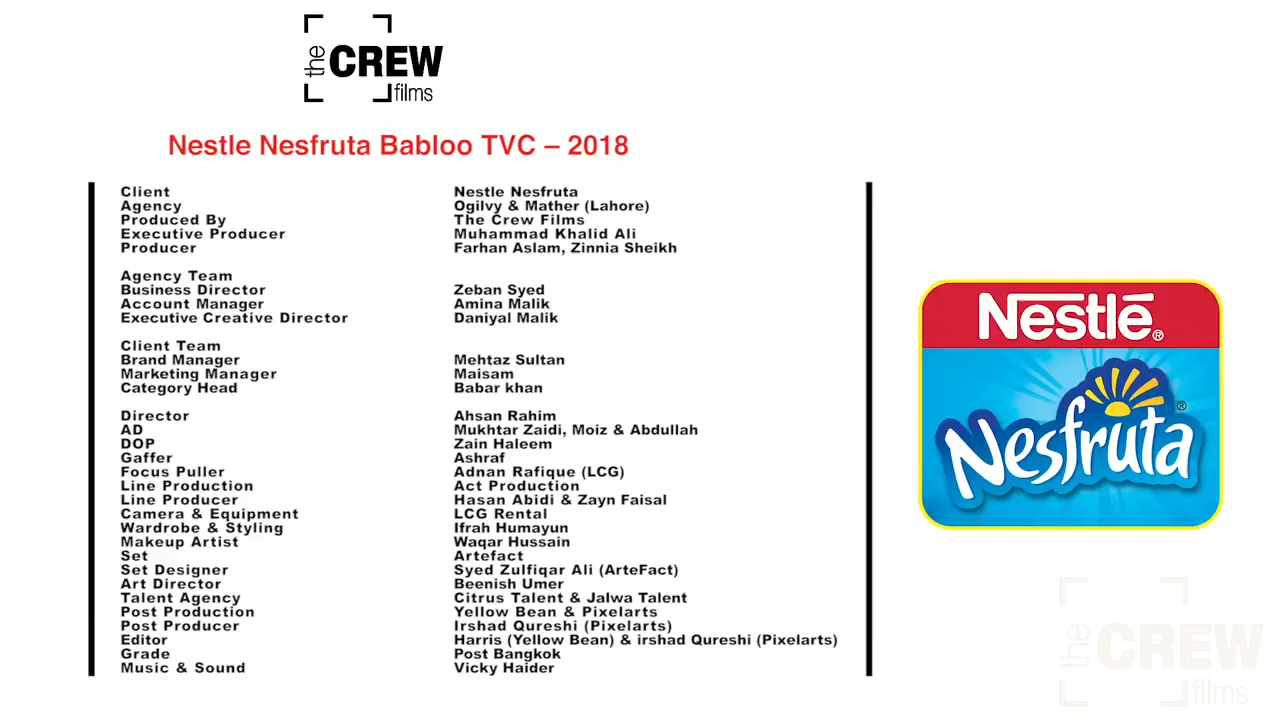 the CREW films
Nestle Nesfruta Babloo TVC – 2018
Client Nestle Nesfruta
Agency Ogilvy & Mather (Lahore)
Produced By The Crew Films
Executive Producer Muhammad Khalid Ali
Producer Farhan Aslam, Zinnia Sheikh
Agency Team
Business Director Zeban Syed
Account Manager Amina Malik
Executive Creative Director Daniyal Malik
Client Team
Brand Manager Mehtaz Sultan
Marketing Manager Maisam
Category Head Babar khan
Director Ahsan Rahim
AD Mukhtar Zaidi, Moiz & Abdullah
DOP Zain Haleem
Gaffer Ashraf
Focus Puller Adnan Rafique (LCG)
Line Production Act Production
Line Producer Hasan Abidi & Zayn Faisal
Camera & Equipment LCG Rental
Wardrobe & Styling Ifrah Humayun
Makeup Artist Waqar Hussain
Set Artefact
Set Designer Syed Zulfiqar Ali (ArteFact)
Art Director Beenish Umer
Talent Agency Citrus Talent & Jalwa Talent
Post Production Yellow Bean & Pixelarts
Post Producer Irshad Qureshi (Pixelarts)
Editor Harris (Yellow Bean) & irshad Qureshi (Pixelarts)
Grade Post Bangkok
Music & Sound Vicky Haider
Nestlé®
Nesfruta®
the CREW films